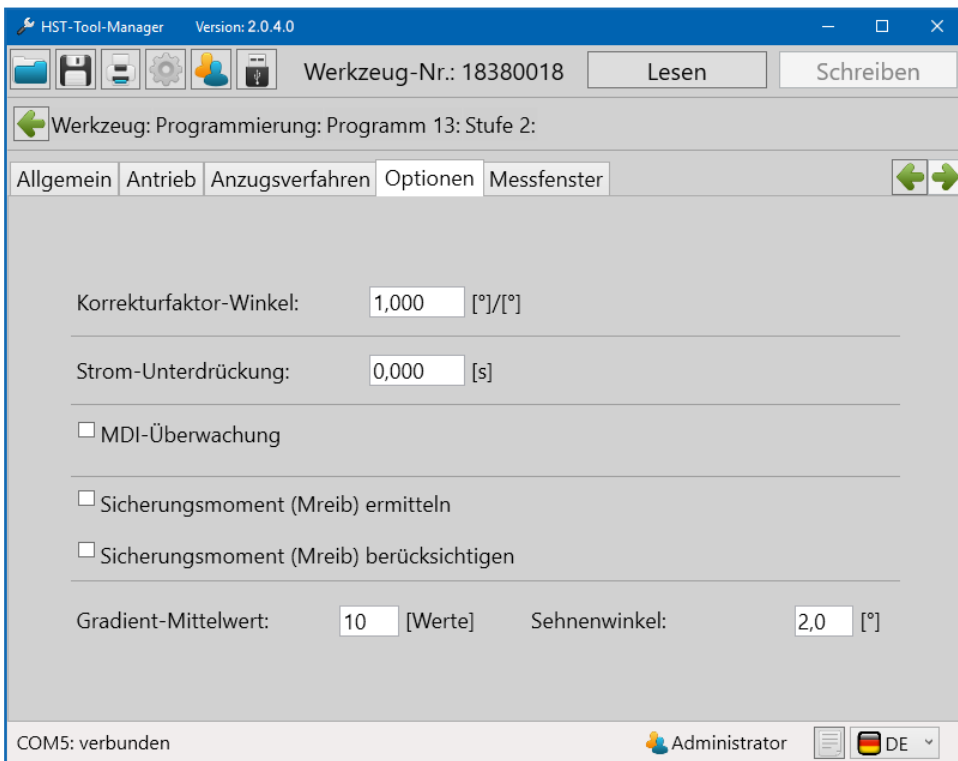 HST-Tool-Manager Version: 2.0.4.0
Werkzeug-Nr.: 18380018 Lesen Schreiben
Werkzeug: Programmierung: Programm 13: Stufe 2:
Allgemein Antrieb Anzugsverfahren Optionen Messfenster
Korrekturfaktor-Winkel: 1,000 [°]/[°]
Strom-Unterdrückung: 0,000 [s]
MDI-Überwachung
Sicherungsmoment (Mreib) ermitteln
Sicherungsmoment (Mreib) berücksichtigen
Gradient-Mittelwert: 10 [Werte] Sehnenwinkel: 2,0 [°]
COM5: verbunden Administrator DE